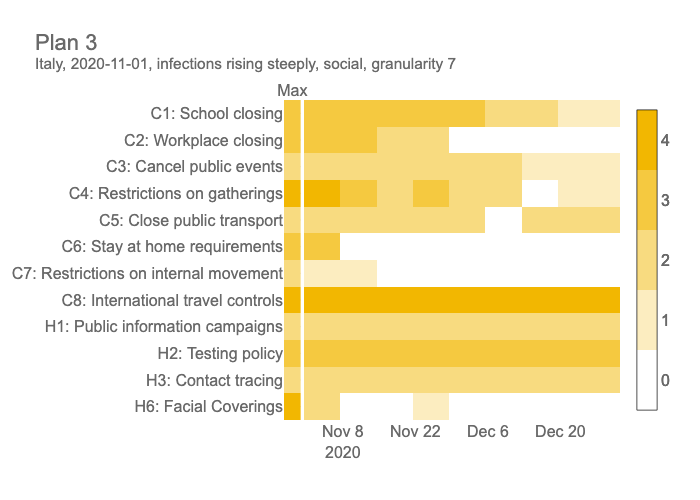 Plan 3
Italy, 2020-11-01, infections rising steeply, social, granularity 7
Max
C1: School closing
C2: Workplace closing
C3: Cancel public events
C4: Restrictions on gatherings
C5: Close public transport
C6: Stay at home requirements
C7: Restrictions on internal movement
C8: International travel controls
H1: Public information campaigns
H2: Testing policy
H3: Contact tracing
H6: Facial Coverings
Nov 8 Nov 22 Dec 6 Dec 20
2020
4
3
2
1
0